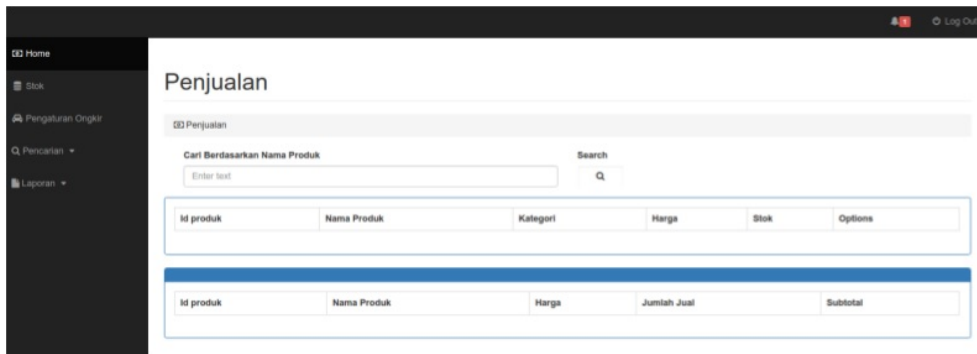 1 Log Out
Home
Stok
Pengaturan Ongkir
Pencarian
Laporan
Penjualan
Penjualan
Cari Berdasarkan Nama Produk Search
Enter text
Id produk Nama Produk Kategori Harga Stok Options
Id produk Nama Produk Harga Jumlah Jual Subtotal